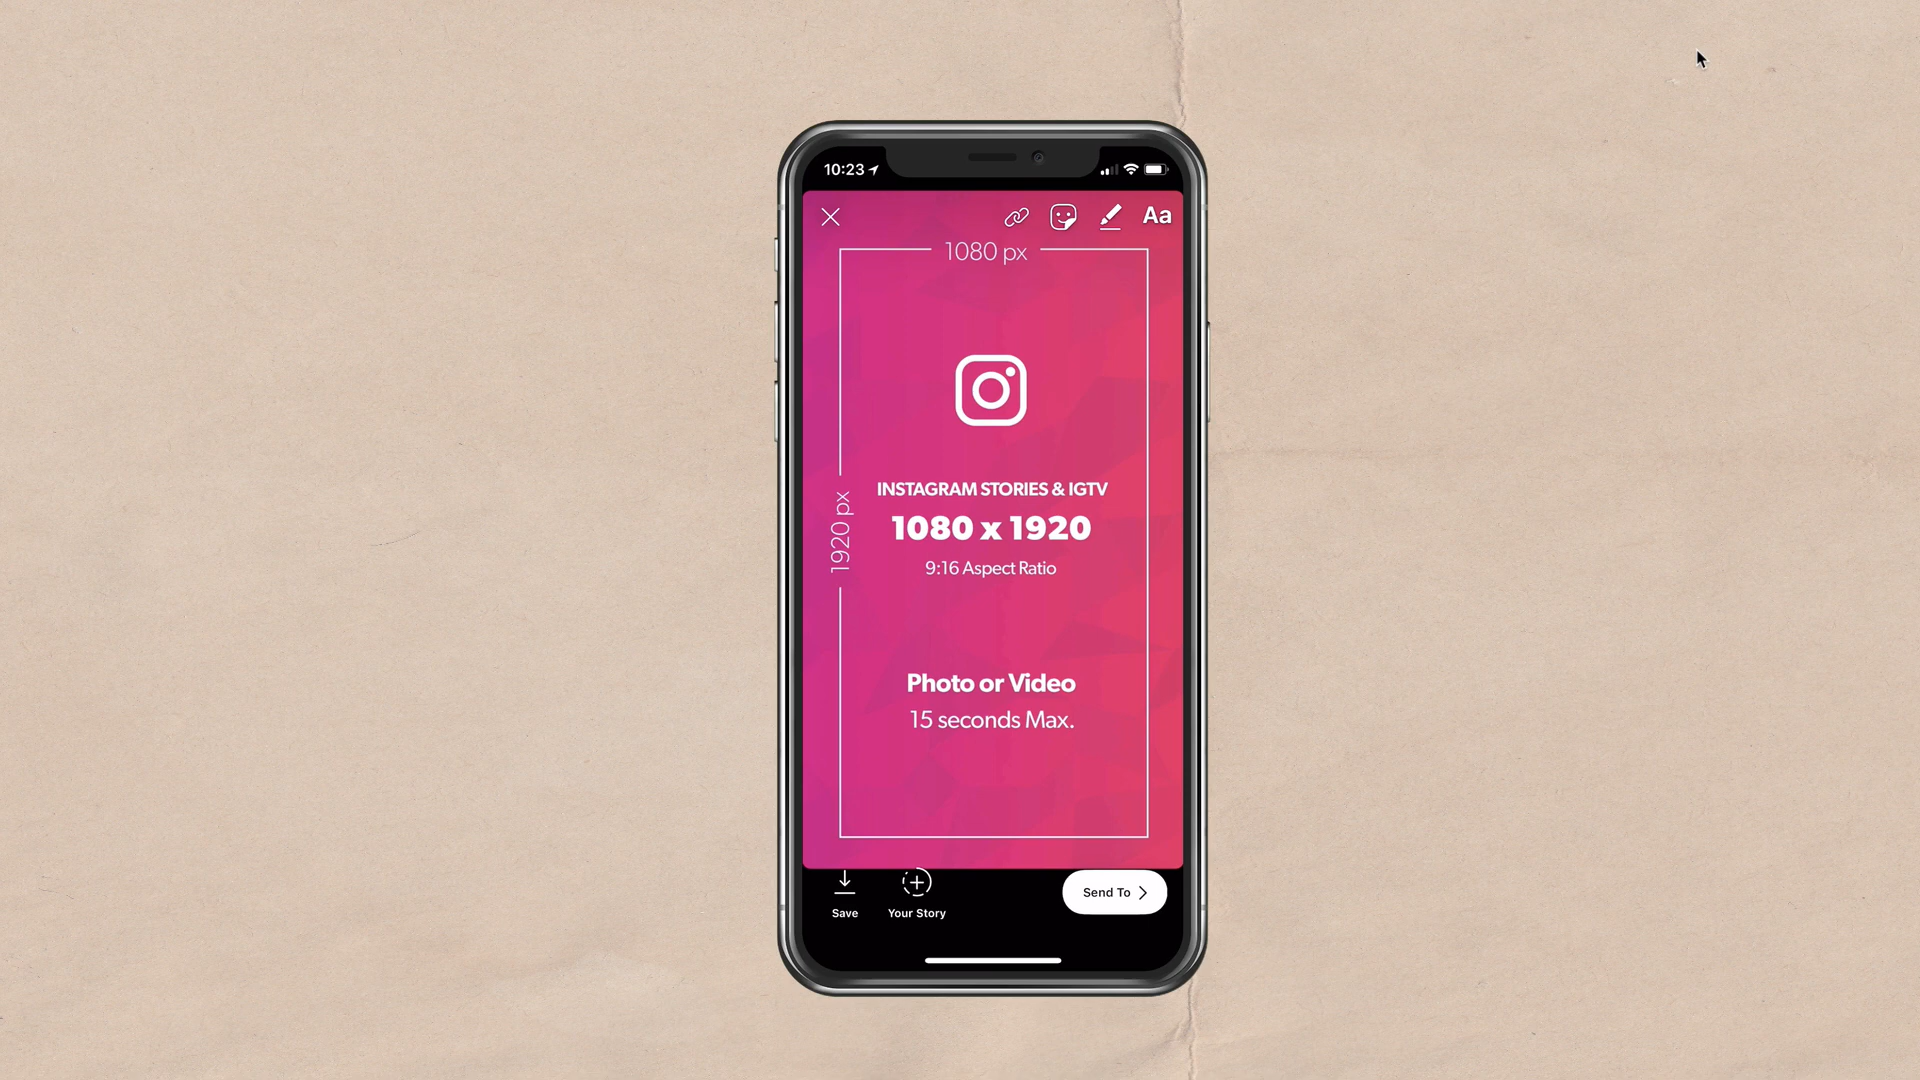 10:23
Aa
1080 px
1920 px
INSTAGRAM STORIES & IGTV
1080 x 1920
9:16 Aspect Ratio
Photo or Video
15 seconds Max.
Save
Your Story
Send To